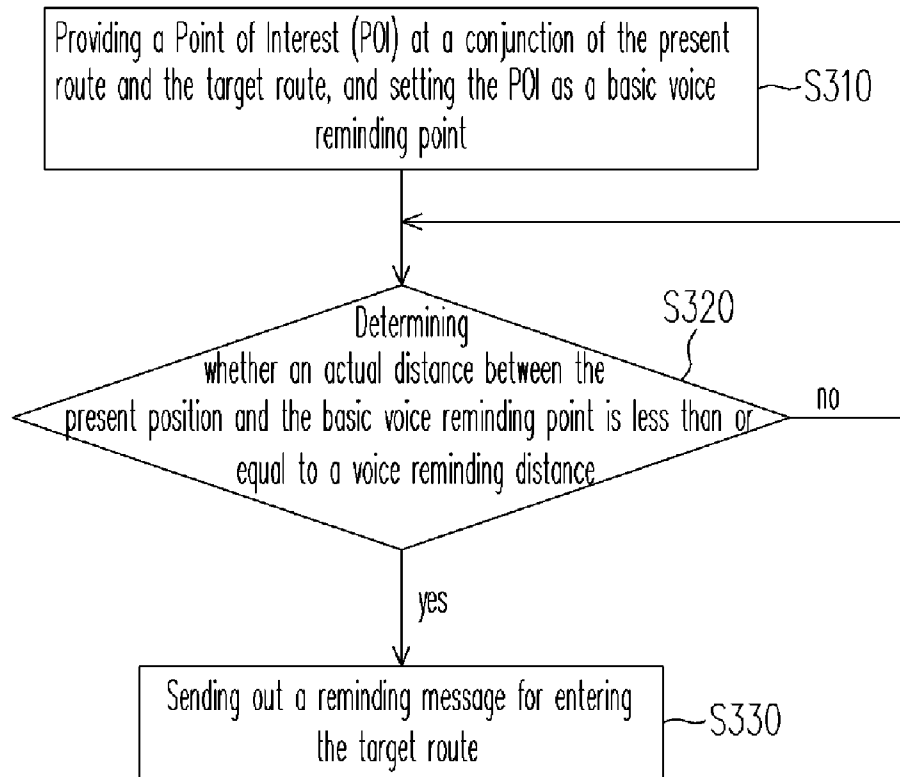 Providing a Point of Interest (POI) at a conjunction of the present
route and the target route, and setting the POI as a basic voice
reminding point
S310
S320
Determining
whether an actual distance between the
present position and the basic voice reminding point is less than or
equal to a voice reminding distance
no
yes
Sending out a reminding message for entering
the target route
S330